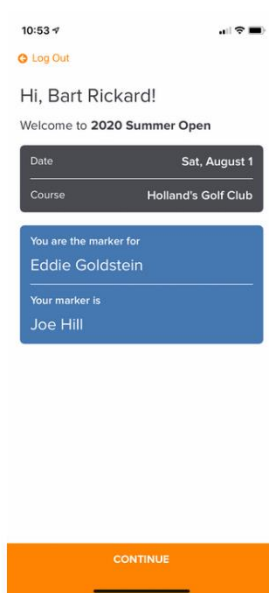 10:53
Log Out
Hi, Bart Rickard!
Welcome to 2020 Summer Open
Date Sat, August 1
Course Holland's Golf Club
You are the marker for
Eddie Goldstein
Your marker is
Joe Hill
CONTINUE